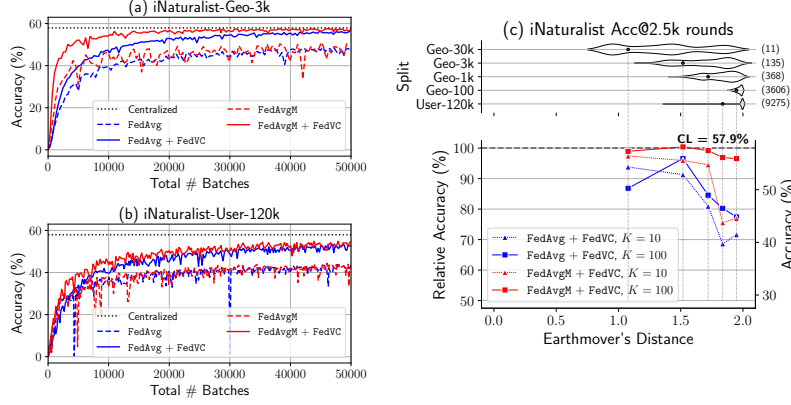 (a) iNaturalist-Geo-3k
60
40
20
0
Accuracy (%)
Centralized
FedAvg
FedAvg + FedVC
FedAvgM
FedAvgM + FedVC
0 10000 20000 30000 40000 50000
Total # Batches
(b) iNaturalist-User-120k
60
40
20
0
Accuracy (%)
Centralized
FedAvg
FedAvg + FedVC
FedAvgM
FedAvgM + FedVC
0 10000 20000 30000 40000 50000
Total # Batches
(c) iNaturalist Acc@2.5k rounds
Split
Geo-30k (11)
Geo-3k (135)
Geo-1k (368)
Geo-100 (3606)
User-120k (9275)
CL = 57.9%
100
90
80
70
60
50
Relative Accuracy (%)
50
40
30
Accuracy (%)
FedAvg + FedVC, K = 10
FedAvg + FedVC, K = 100
FedAvgM + FedVC, K = 10
FedAvgM + FedVC, K = 100
0.0 0.5 1.0 1.5 2.0
Earthmover's Distance